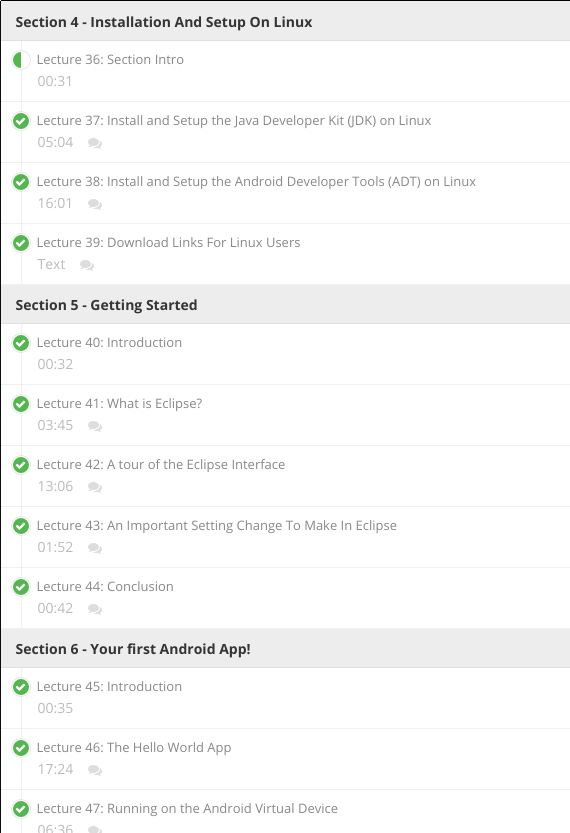 Section 4 - Installation And Setup On Linux
Lecture 36: Section Intro
00:31
Lecture 37: Install and Setup the Java Developer Kit (JDK) on Linux
05:04
Lecture 38: Install and Setup the Android Developer Tools (ADT) on Linux
16:01
Lecture 39: Download Links For Linux Users
Text
Section 5 - Getting Started
Lecture 40: Introduction
00:32
Lecture 41: What is Eclipse?
03:45
Lecture 42: A tour of the Eclipse Interface
13:06
Lecture 43: An Important Setting Change To Make In Eclipse
01:52
Lecture 44: Conclusion
00:42
Section 6 - Your first Android App!
Lecture 45: Introduction
00:35
Lecture 46: The Hello World App
17:24
Lecture 47: Running on the Android Virtual Device
06:36